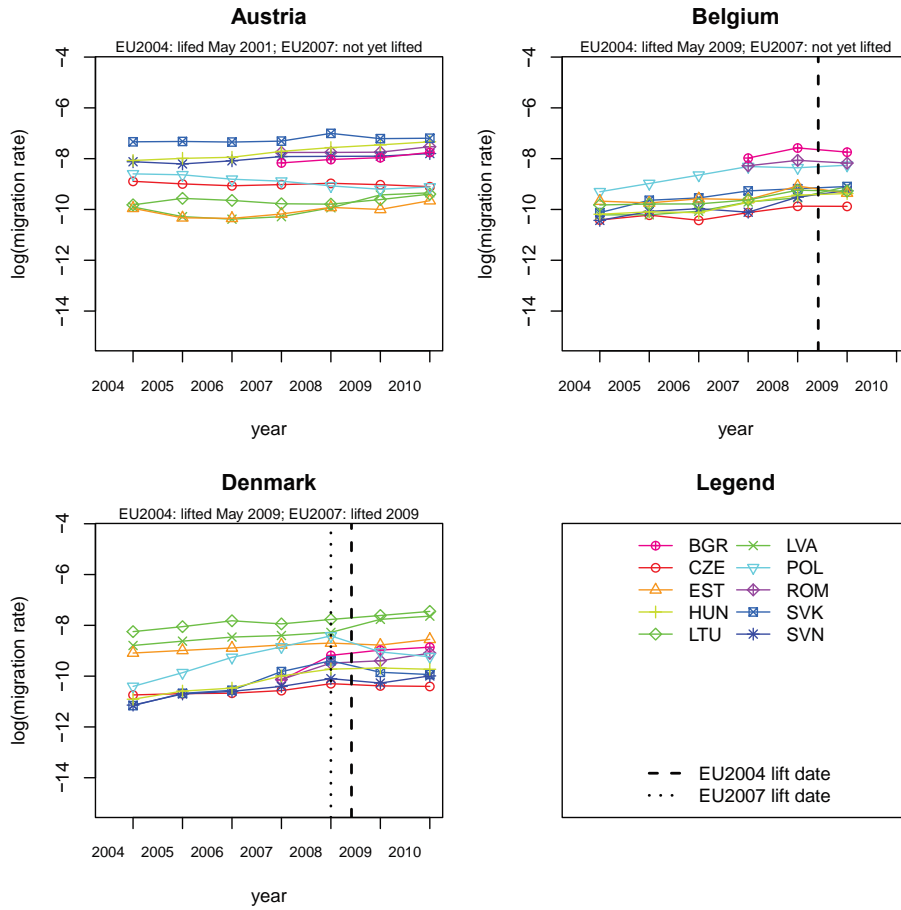 Austria
EU2004: lifed May 2001; EU2007: not yet lifted
log(migration rate)
−4
−6
−8
−10
−12
−14
2004 2005 2006 2007 2008 2009 2010
year
Belgium
EU2004: lifted May 2009; EU2007: not yet lifted
log(migration rate)
−4
−6
−8
−10
−12
−14
2004 2005 2006 2007 2008 2009 2010
year
Denmark
EU2004: lifted May 2009; EU2007: lifted 2009
log(migration rate)
−4
−6
−8
−10
−12
−14
2004 2005 2006 2007 2008 2009 2010
year
Legend
BGR LVA
CZE POL
EST ROM
HUN SVK
LTU SVN
EU2004 lift date
EU2007 lift date